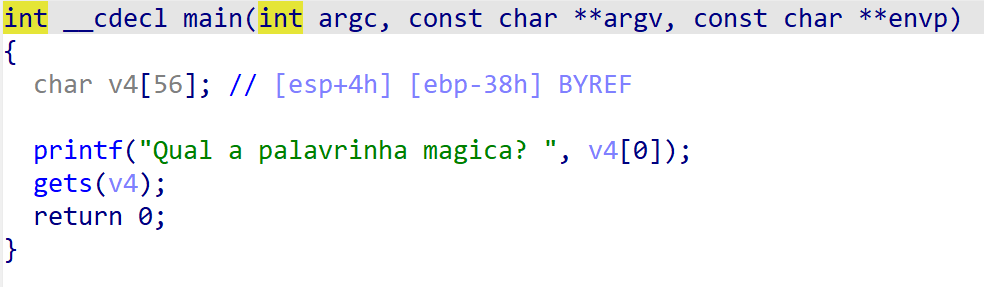 int __cdecl main(int argc, const char **argv, const char **envp)
{
  char v4[56]; // [esp+4h] [ebp-38h] BYREF

  printf("Qual a palavrinha magica? ", v4[0]);
  gets(v4);
  return 0;
}